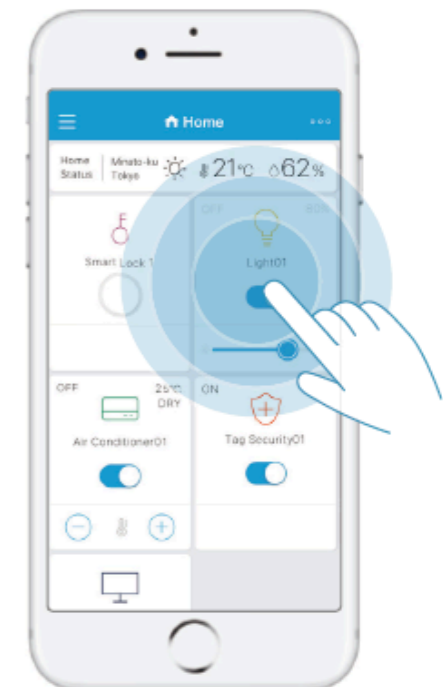 Home
Home Status
Minato-ku Tokyo
21℃
62%
Smart Lock 1
OFF
Light01
OFF
25℃
DRY
Air Conditioner01
ON
Tag Security01